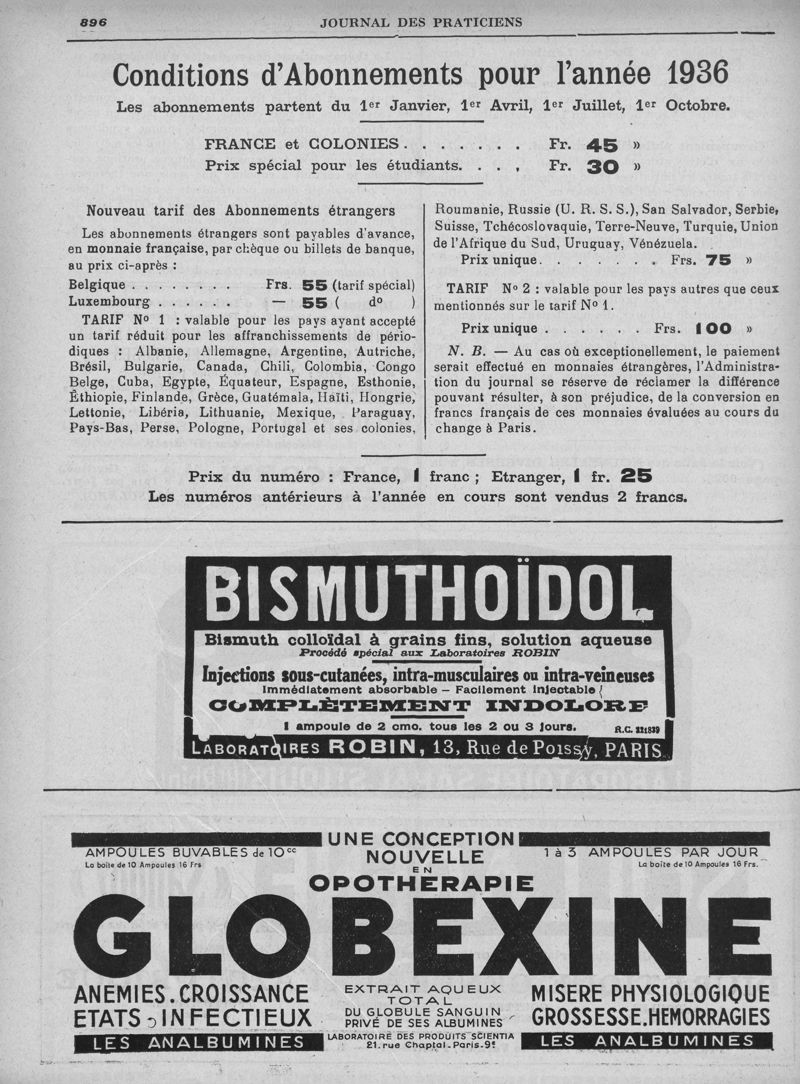 896
JOURNAL DES PRATICIENS
Conditions d'Abonnements pour l'année 1936
Les abonnements partent du 1er Janvier, 1er Avril, 1er Juillet, 1er Octobre.
FRANCE et COLONIES . . . . . . . Fr. 45 »
Prix spécial pour les étudiants. . . , Fr. 30 »
Nouveau tarif des Abonnements étrangers
Les abonnements étrangers sont payables d'avance,
en monnaie française, par chèque ou billets de banque,
au prix ci-après :
Belgique . . . . . . . . Frs. 55 (tarif spécial)
Luxembourg . . . . . . — 55 ( do )
TARIF No 1 : valable pour les pays ayant accepté
un tarif réduit pour les affranchissements de pério-
diques : Albanie, Allemagne, Argentine, Autriche,
Brésil, Bulgarie, Canada, Chili, Colombia, Congo
Belge, Cuba, Egypte, Équateur, Espagne, Esthonie,
Éthiopie, Finlande, Grèce, Guatémala, Haïti, Hongrie,
Lettonie, Libéria, Lithuanie, Mexique, Paraguay,
Pays-Bas, Perse, Pologne, Portugal et ses colonies,
Roumanie, Russie (U. R. S. S.), San Salvador, Serbie,
Suisse, Tchécoslovaquie, Terre-Neuve, Turquie, Union
de l'Afrique du Sud, Uruguay, Vénézuela.
Prix unique. . . . . . . . Frs. 75 »
TARIF No 2 : valable pour les pays autres que ceux
mentionnés sur le tarif No 1.
Prix unique . . . . . . Frs. 100 »
N. B. — Au cas où exceptionellement, le paiement
serait effectué en monnaies étrangères, l'Administra-
tion du journal se réserve de réclamer la différence
pouvant résulter, à son préjudice, de la conversion en
francs français de ces monnaies évaluées au cours du
change à Paris.
Prix du numéro : France, 1 franc ; Etranger, 1 fr. 25
Les numéros antérieurs à l'année en cours sont vendus 2 francs.
BISMUTHOÏDOL
Bismuth colloïdal à grains fins, solution aqueuse
Procédé spécial aux Laboratoires ROBIN
Injections sous-cutanées, intra-musculaires ou intra-veineuses
Immédiatement absorbable — Facilement injectable
COMPLÈTEMENT INDOLORE
1 ampoule de 2 cmc. tous les 2 ou 3 jours.
R.C. 221839
LABORATOIRES ROBIN, 13, Rue de Poissy, PARIS
UNE CONCEPTION
NOUVELLE
EN
OPOTHERAPIE
AMPOULES BUVABLES de 10cc
La boite de 10 Ampoules 16 Frs
1 à 3 AMPOULES PAR JOUR
La boite de 10 Ampoules 16 Frs.
GLOBEXINE
ANEMIES.CROISSANCE
ETATS INFECTIEUX
LES ANALBUMINES
EXTRAIT AQUEUX
TOTAL
DU GLOBULE SANGUIN
PRIVÉ DE SES ALBUMINES
LABORATOIRE DES PRODUITS SCIENTIA
21. rue Chaptal. Paris. 9e
MISERE PHYSIOLOGIQUE
GROSSESSE.HEMORRAGIES
LES ANALBUMINES